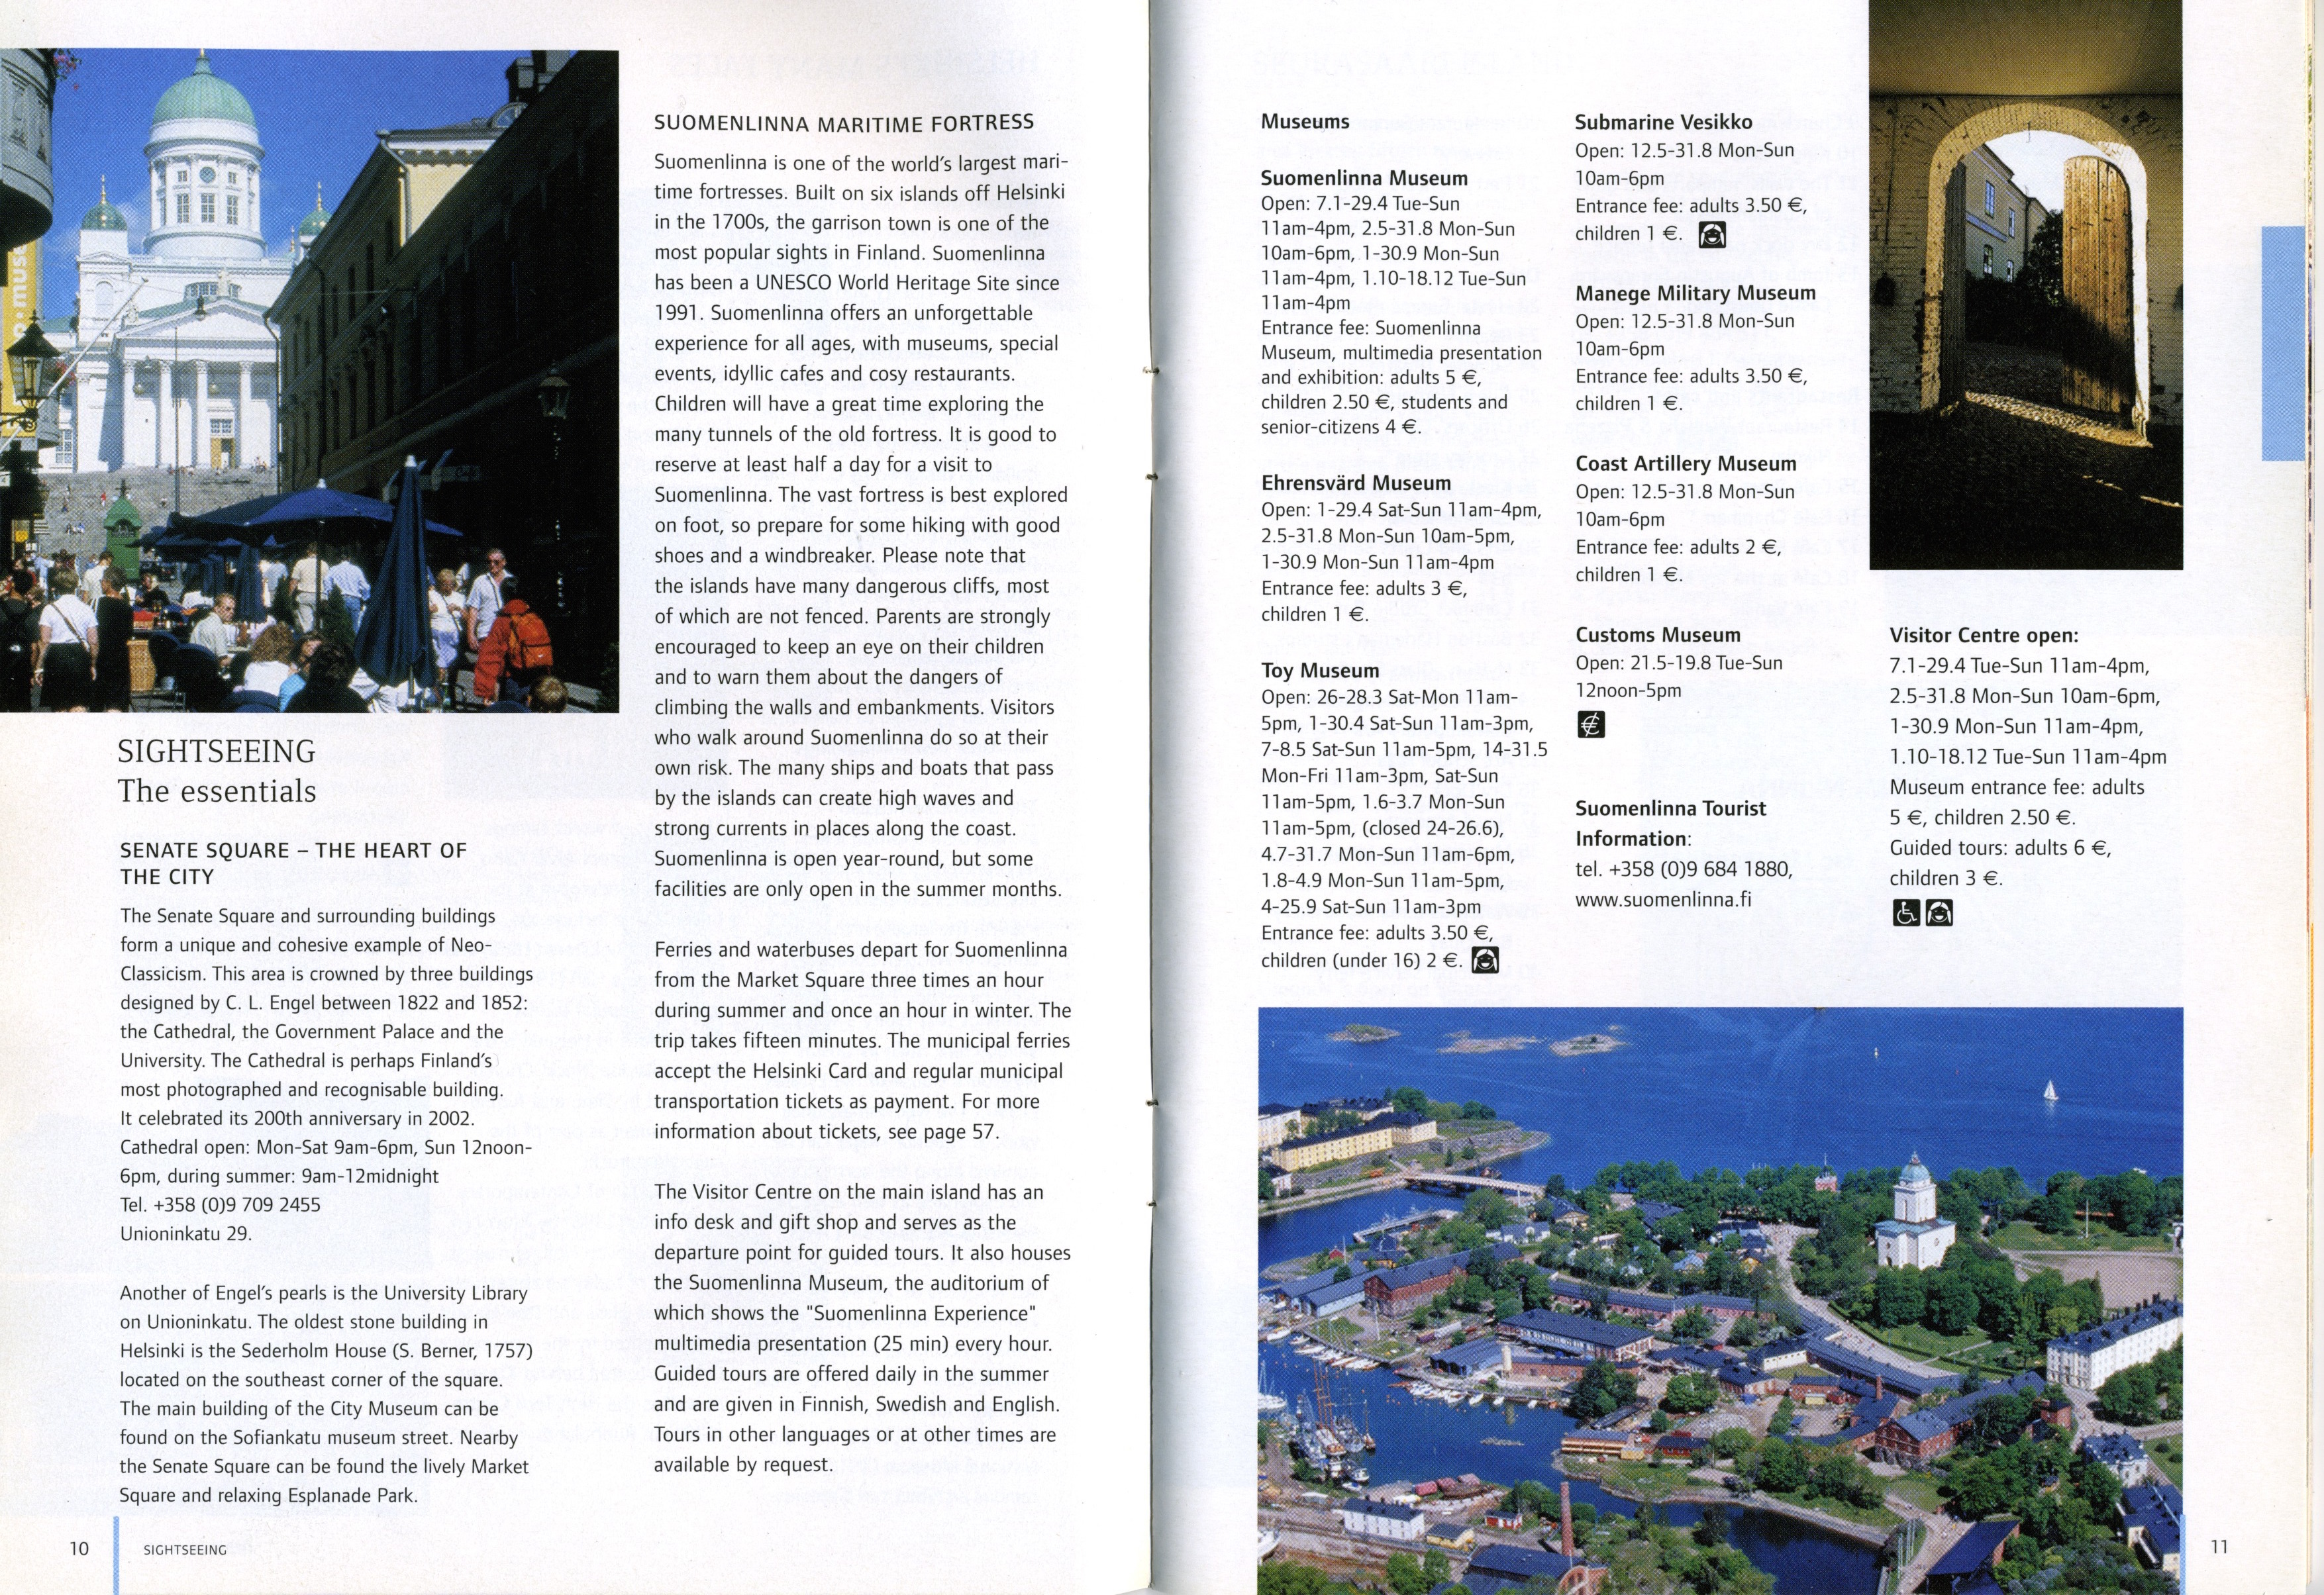 SIGHTSEEING
The essentials
SENATE SQUARE – THE HEART OF
THE CITY
The Senate Square and surrounding buildings
form a unique and cohesive example of Neo-
Classicism. This area is crowned by three buildings
designed by C. L. Engel between 1822 and 1852:
the Cathedral, the Government Palace and the
University. The Cathedral is perhaps Finland's
most photographed and recognisable building.
It celebrated its 200th anniversary in 2002.
Cathedral open: Mon-Sat 9am-6pm, Sun 12noon-
6pm, during summer: 9am-12midnight
Tel. +358 (0)9 709 2455
Unioninkatu 29.
Another of Engel's pearls is the University Library
on Unioninkatu. The oldest stone building in
Helsinki is the Sederholm House (S. Berner, 1757)
located on the southeast corner of the square.
The main building of the City Museum can be
found on the Sofiankatu museum street. Nearby
the Senate Square can be found the lively Market
Square and relaxing Esplanade Park.
10
SIGHTSEEING
SUOMENLINNA MARITIME FORTRESS
Suomenlinna is one of the world's largest mari-
time fortresses. Built on six islands off Helsinki
in the 1700s, the garrison town is one of the
most popular sights in Finland. Suomenlinna
has been a UNESCO World Heritage Site since
1991. Suomenlinna offers an unforgettable
experience for all ages, with museums, special
events, idyllic cafes and cosy restaurants.
Children will have a great time exploring the
many tunnels of the old fortress. It is good to
reserve at least half a day for a visit to
Suomenlinna. The vast fortress is best explored
on foot, so prepare for some hiking with good
shoes and a windbreaker. Please note that
the islands have many dangerous cliffs, most
of which are not fenced. Parents are strongly
encouraged to keep an eye on their children
and to warn them about the dangers of
climbing the walls and embankments. Visitors
who walk around Suomenlinna do so at their
own risk. The many ships and boats that pass
by the islands can create high waves and
strong currents in places along the coast.
Suomenlinna is open year-round, but some
facilities are only open in the summer months.
Ferries and waterbuses depart for Suomenlinna
from the Market Square three times an hour
during summer and once an hour in winter. The
trip takes fifteen minutes. The municipal ferries
accept the Helsinki Card and regular municipal
transportation tickets as payment. For more
information about tickets, see page 57.
The Visitor Centre on the main island has an
info desk and gift shop and serves as the
departure point for guided tours. It also houses
the Suomenlinna Museum, the auditorium of
which shows the "Suomenlinna Experience"
multimedia presentation (25 min) every hour.
Guided tours are offered daily in the summer
and are given in Finnish, Swedish and English.
Tours in other languages or at other times are
available by request.
Museums
Suomenlinna Museum
Open: 7.1-29.4 Tue-Sun
11am-4pm, 2.5-31.8 Mon-Sun
10am-6pm, 1-30.9 Mon-Sun
11am-4pm, 1.10-18.12 Tue-Sun
11am-4pm
Entrance fee: Suomenlinna
Museum, multimedia presentation
and exhibition: adults 5 €,
children 2.50 €, students and
senior-citizens 4 €.
Ehrensvärd Museum
Open: 1-29.4 Sat-Sun 11am-4pm,
2.5-31.8 Mon-Sun 10am-5pm,
1-30.9 Mon-Sun 11am-4pm
Entrance fee: adults 3 €,
children 1 €.
Toy Museum
Open: 26-28.3 Sat-Mon 11am-
5pm, 1-30.4 Sat-Sun 11am-3pm,
7-8.5 Sat-Sun 11am-5pm, 14-31.5
Mon-Fri 11am-3pm, Sat-Sun
11am-5pm, 1.6-3.7 Mon-Sun
11am-5pm, (closed 24-26.6),
4.7-31.7 Mon-Sun 11am-6pm,
1.8-4.9 Mon-Sun 11am-5pm,
4-25.9 Sat-Sun 11am-3pm
Entrance fee: adults 3.50 €,
children (under 16) 2 €.
Submarine Vesikko
Open: 12.5-31.8 Mon-Sun
10am-6pm
Entrance fee: adults 3.50 €,
children 1 €.
Manege Military Museum
Open: 12.5-31.8 Mon-Sun
10am-6pm
Entrance fee: adults 3.50 €,
children 1 €.
Coast Artillery Museum
Open: 12.5-31.8 Mon-Sun
10am-6pm
Entrance fee: adults 2 €,
children 1 €.
Customs Museum
Open: 21.5-19.8 Tue-Sun
12noon-5pm
Suomenlinna Tourist
Information:
tel. +358 (0)9 684 1880,
www.suomenlinna.fi
Visitor Centre open:
7.1-29.4 Tue-Sun 11am-4pm,
2.5-31.8 Mon-Sun 10am-6pm,
1-30.9 Mon-Sun 11am-4pm,
1.10-18.12 Tue-Sun 11am-4pm
Museum entrance fee: adults
5 €, children 2.50 €.
Guided tours: adults 6 €,
children 3 €.
11